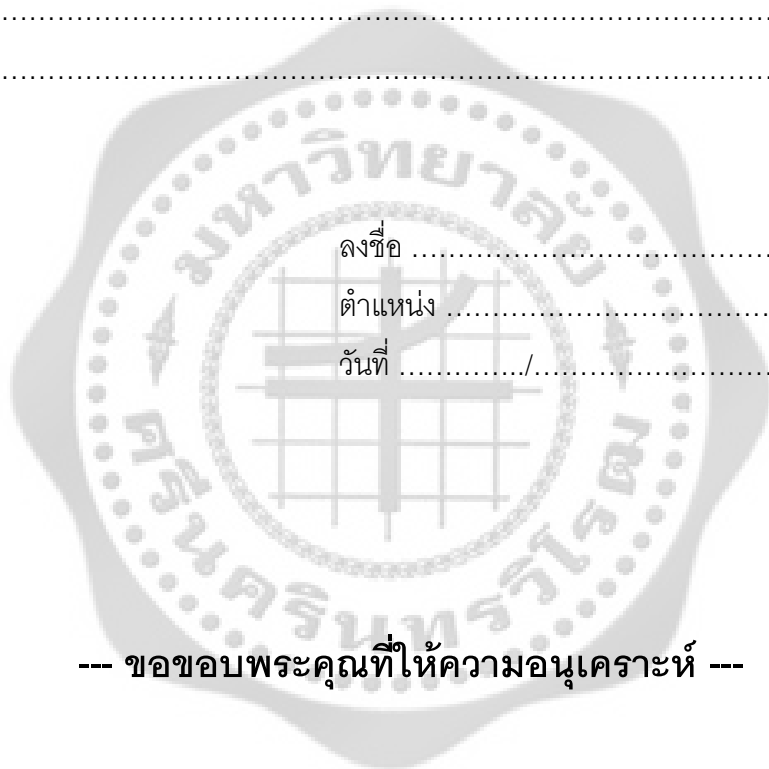 ………………………………………………………………………………
………………………………………………………………………………
มหาวิทยาลัย
ลงชื่อ ………………………………………
ตำแหน่ง …………………………………
วันที่ ………….../…………………………
ศรีนครินทรวิโรฒ
--- ขอขอบพระคุณที่ให้ความอนุเคราะห์ ---